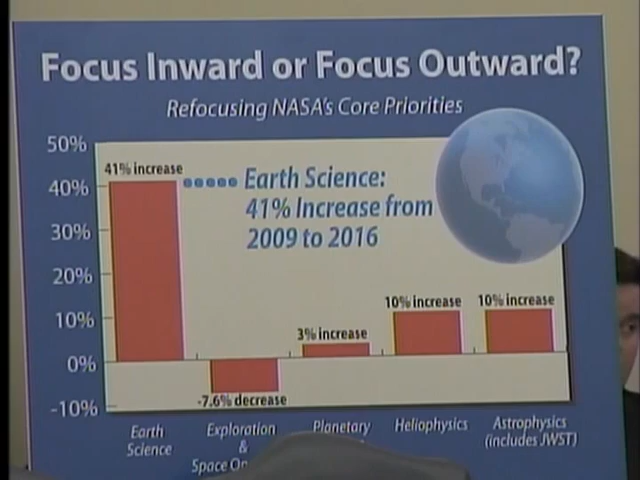 Focus Inward or Focus Outward?
Refocusing NASA's Core Priorities
50%
40%
30%
20%
10%
0%
-10%
41% increase
Earth Science:
41% Increase from
2009 to 2016
-7.6% decrease
3% increase
10% increase
10% increase
Earth
Science
Exploration
&
Space
Planetary
Heliophysics
Astrophysics
(includes JWST)